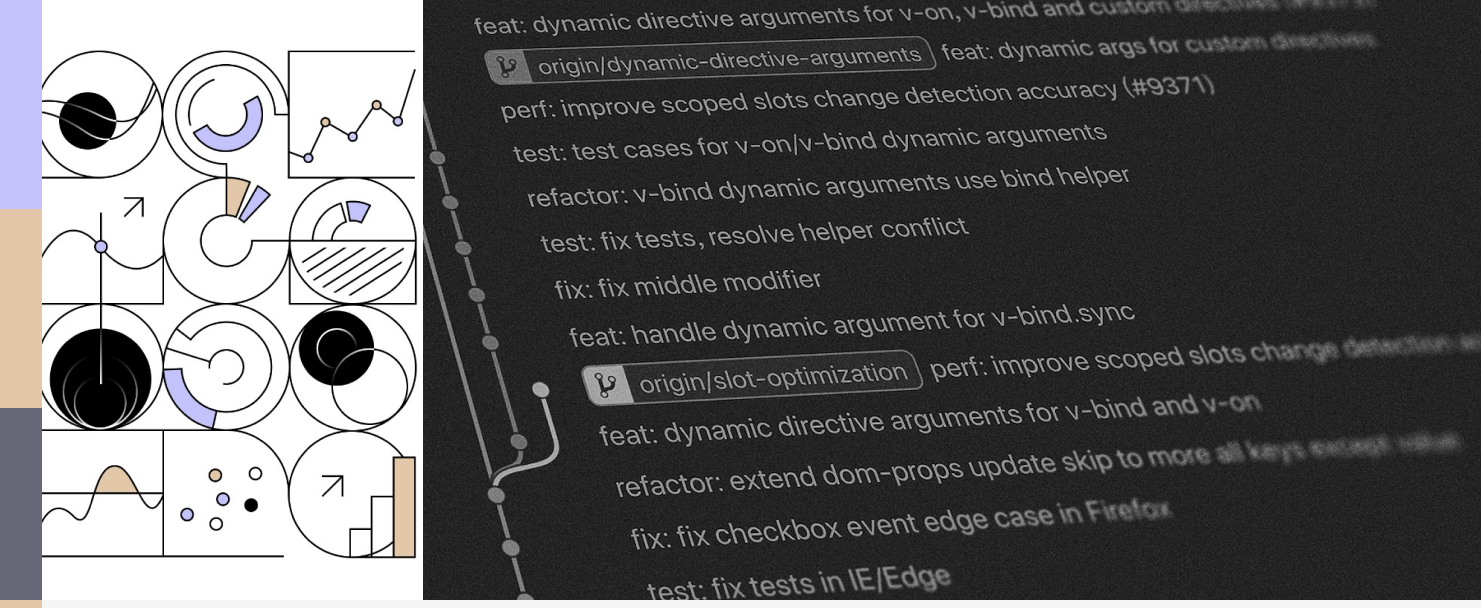 feat: dynamic directive arguments for v-on, v-bind and custom directives
origin/dynamic-directive-arguments feat: dynamic args for custom directives
perf: improve scoped slots change detection accuracy (#9371)
test: test cases for v-on/v-bind dynamic arguments
refactor: v-bind dynamic arguments use bind helper
test: fix tests, resolve helper conflict
fix: fix middle modifier
feat: handle dynamic argument for v-bind.sync
origin/slot-optimization perf: improve scoped slots change detection
feat: dynamic directive arguments for v-bind and v-on
refactor: extend dom-props update skip to more all keys except value
fix: fix checkbox event edge case in Firefox
test: fix tests in IE/Edge